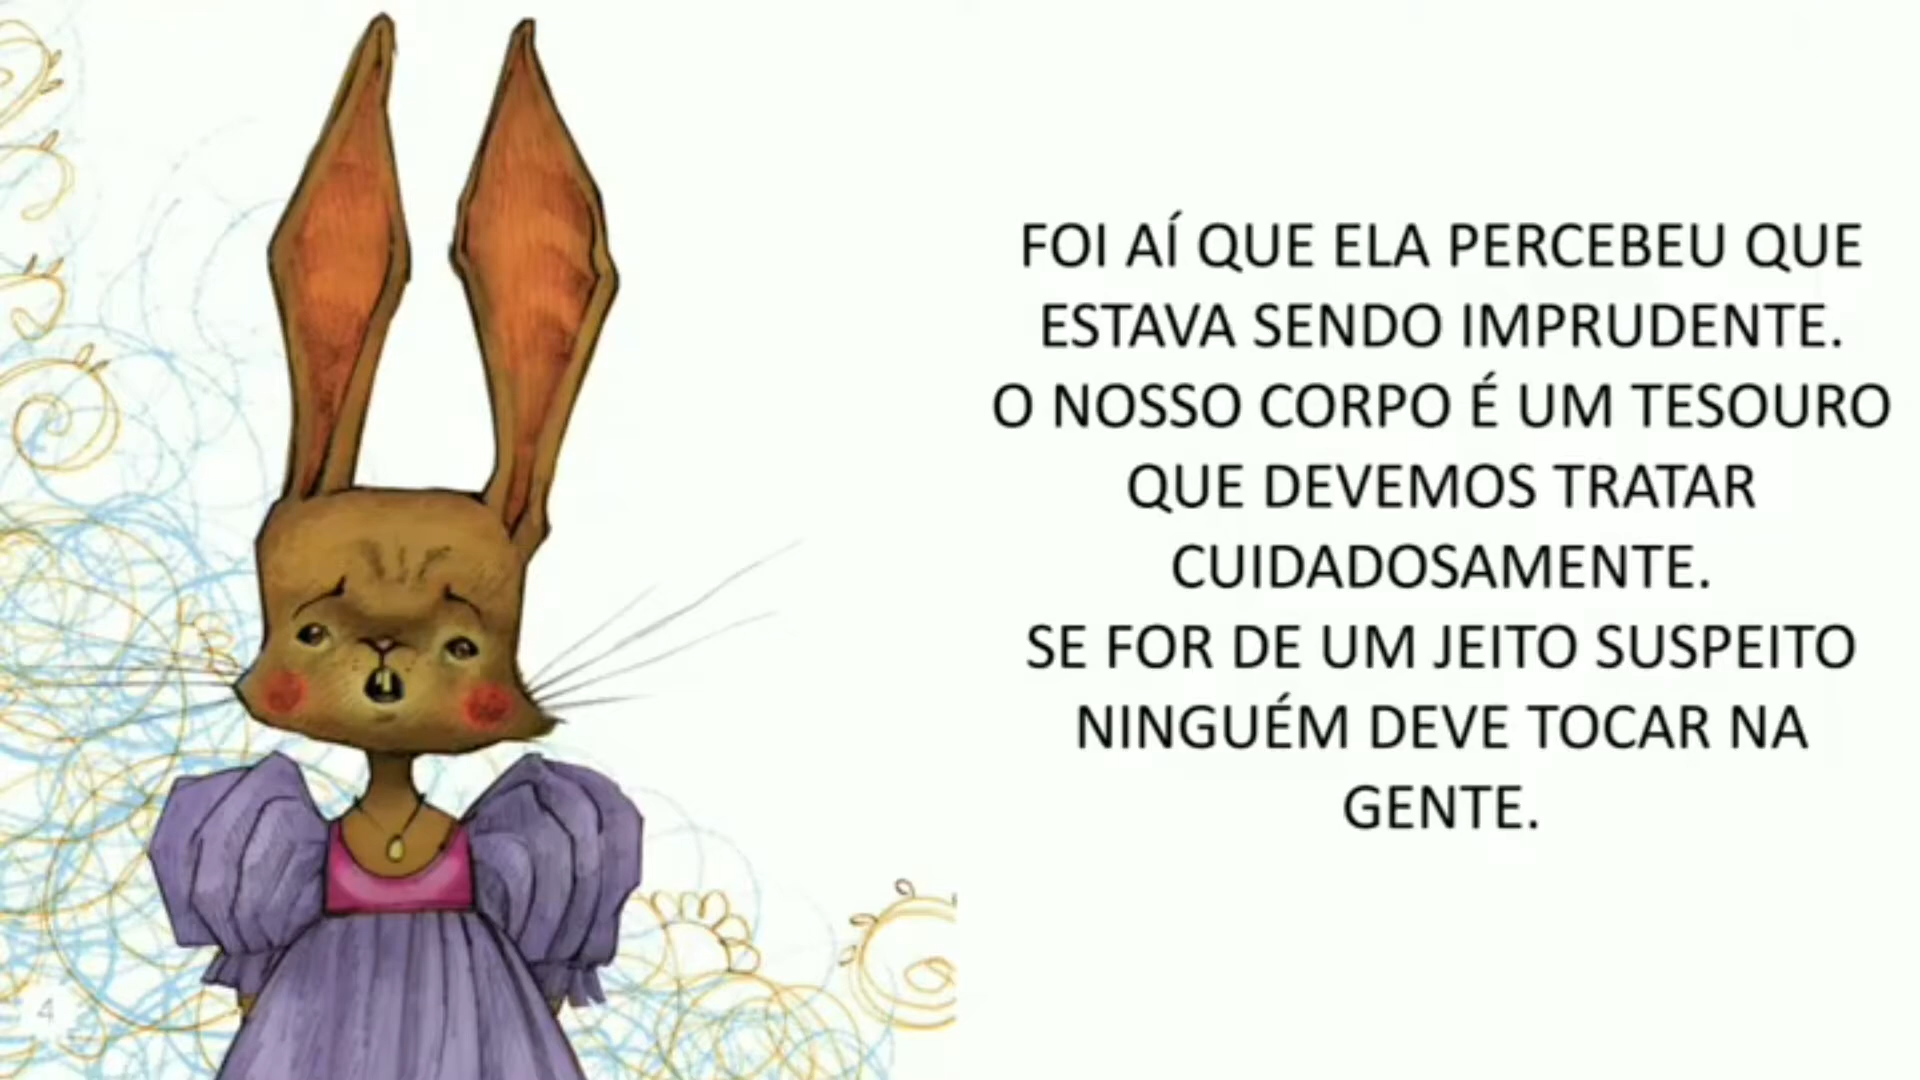 FOI AÍ QUE ELA PERCEBEU QUE
ESTAVA SENDO IMPRUDENTE.
O NOSSO CORPO É UM TESOURO
QUE DEVEMOS TRATAR
CUIDADOSAMENTE.
SE FOR DE UM JEITO SUSPEITO
NINGUÉM DEVE TOCAR NA
GENTE.
4